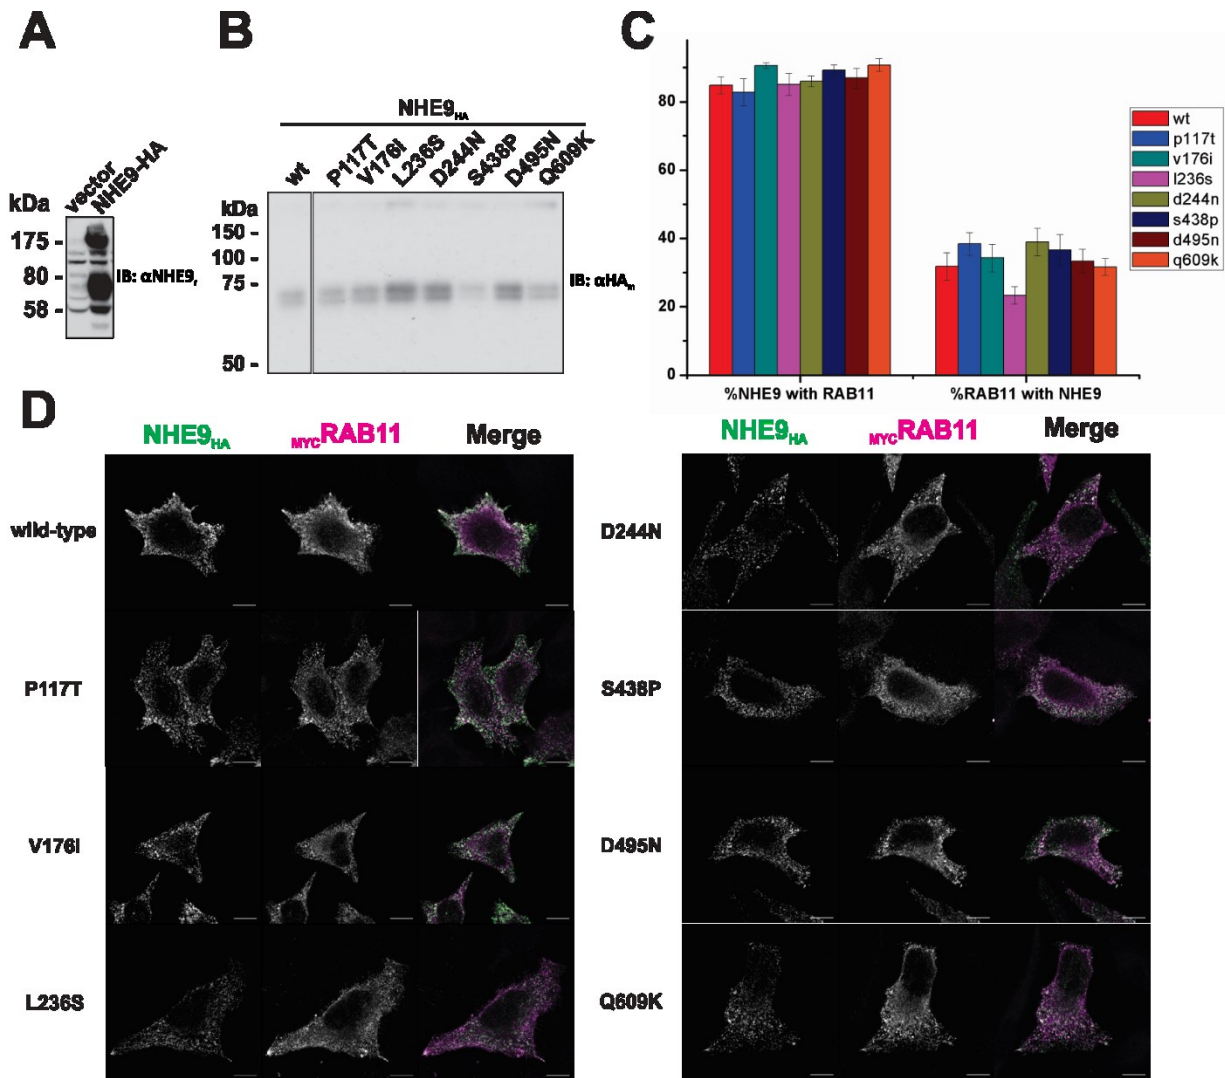 A
vector
NHE9-HA
kDa
175 -
80 -
58 -
IB: αNHE9r
B
NHE9HA
wt
P117T
V176I
L236S
D244N
S438P
D495N
Q609K
kDa
150 -
100 -
75 -
50 -
IB: αHAm
C
80
60
40
20
0
%NHE9 with RAB11
%RAB11 with NHE9
wt
p117t
v176i
l236s
d244n
s438p
d495n
q609k
D
NHE9HA MYCRAB11 Merge
wild-type
P117T
V176I
L236S
NHE9HA MYCRAB11 Merge
D244N
S438P
D495N
Q609K